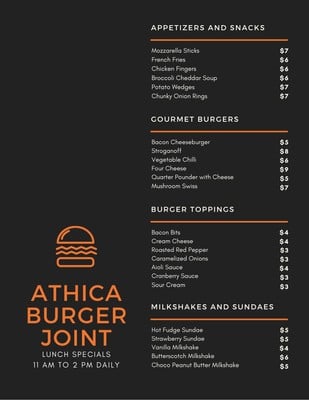 APPETIZERS AND SNACKS
Mozzarella Sticks $7
French Fries $6
Chicken Fingers $6
Broccoli Cheddar Soup $6
Potato Wedges $7
Chunky Onion Rings $7
GOURMET BURGERS
Bacon Cheeseburger $5
Stroganoff $8
Vegetable Chilli $6
Four Cheese $9
Quarter Pounder with Cheese $5
Mushroom Swiss $7
BURGER TOPPINGS
Bacon Bits $4
Cream Cheese $4
Roasted Red Pepper $3
Caramelized Onions $3
Aioli Sauce $4
Cranberry Sauce $3
Sour Cream $3
MILKSHAKES AND SUNDAES
Hot Fudge Sundae $5
Strawberry Sundae $5
Vanilla Milkshake $4
Butterscotch Milkshake $6
Choco Peanut Butter Milkshake $5
ATHICA
BURGER
JOINT
LUNCH SPECIALS
11 AM TO 2 PM DAILY